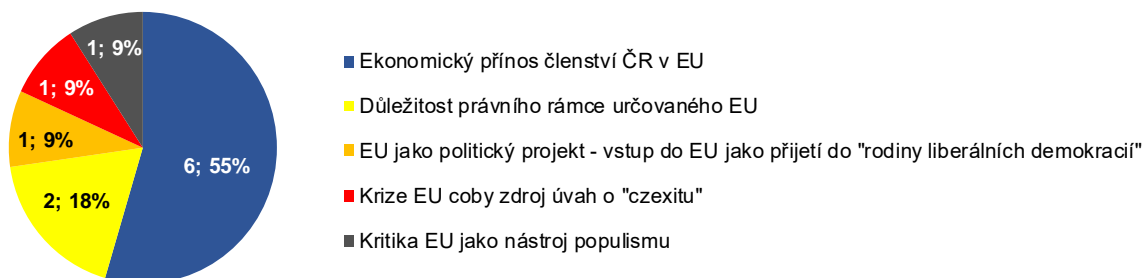 1; 9%
1; 9%
1; 9%
2; 18%
6; 55%
Ekonomický přínos členství ČR v EU
Důležitost právního rámce určovaného EU
EU jako politický projekt - vstup do EU jako přijetí do "rodiny liberálních demokracií"
Krize EU coby zdroj úvah o "czexitu"
Kritika EU jako nástroj populismu